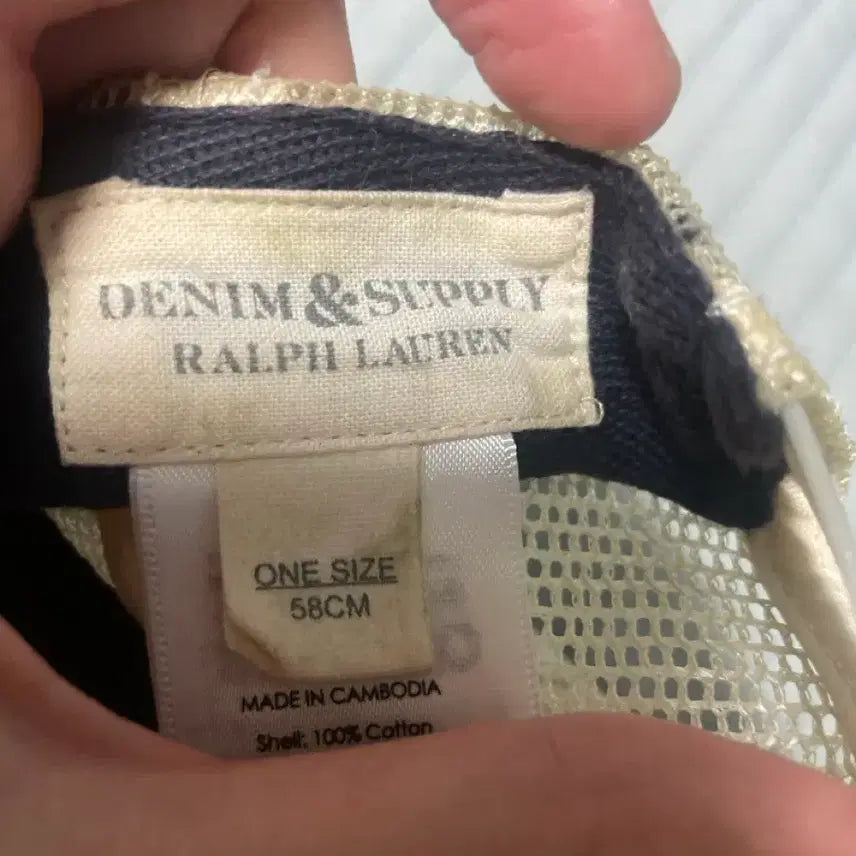 DENIM & SUPPLY
RALPH LAUREN
ONE SIZE
58CM
MADE IN CAMBODIA
Shell: 100% Cotton